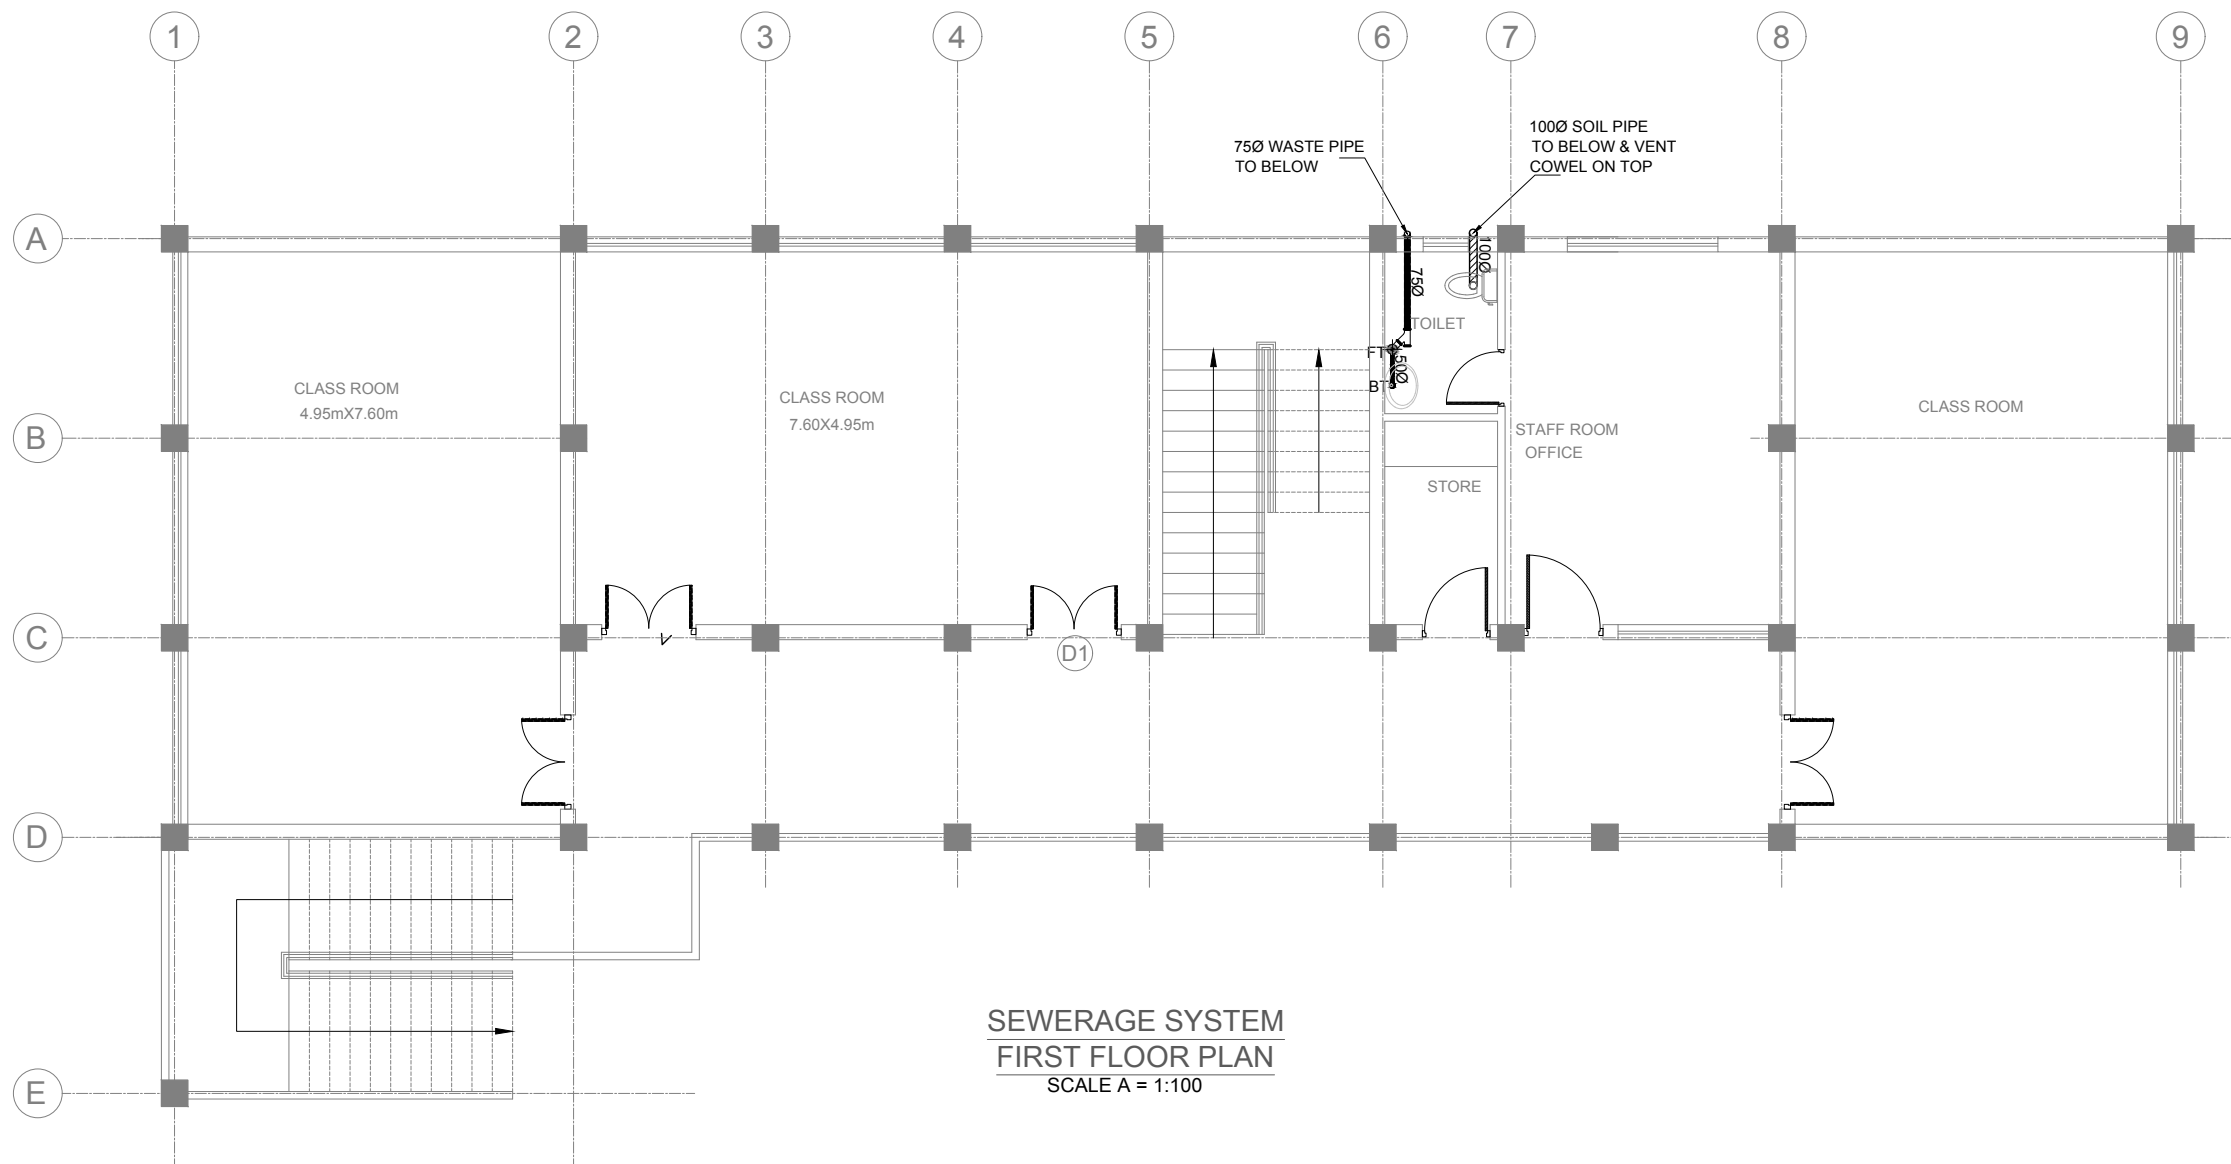 1 2 3 4 5 6 7 8 9
100Ø SOIL PIPE
75Ø WASTE PIPE TO BELOW & VENT
TO BELOW COWEL ON TOP
A
100Ø
75Ø
TOILET
FT
50Ø
BT
CLASS ROOM
4.95mX7.60m
CLASS ROOM
7.60X4.95m
CLASS ROOM
B
STAFF ROOM
OFFICE
STORE
C
D1
D
SEWERAGE SYSTEM
FIRST FLOOR PLAN
SCALE A = 1:100
E